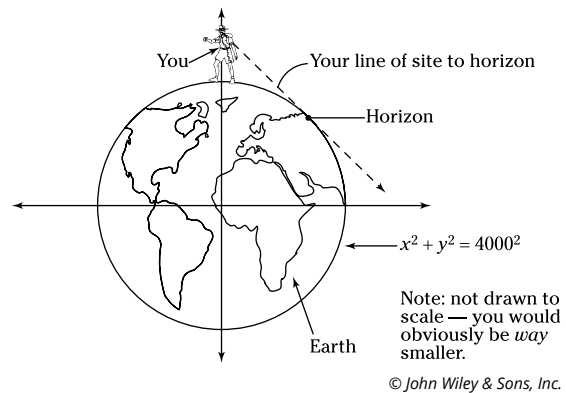 You
Your line of site to horizon
Horizon
x² + y² = 4000²
Note: not drawn to
scale — you would
obviously be way
smaller.
Earth
© John Wiley & Sons, Inc.